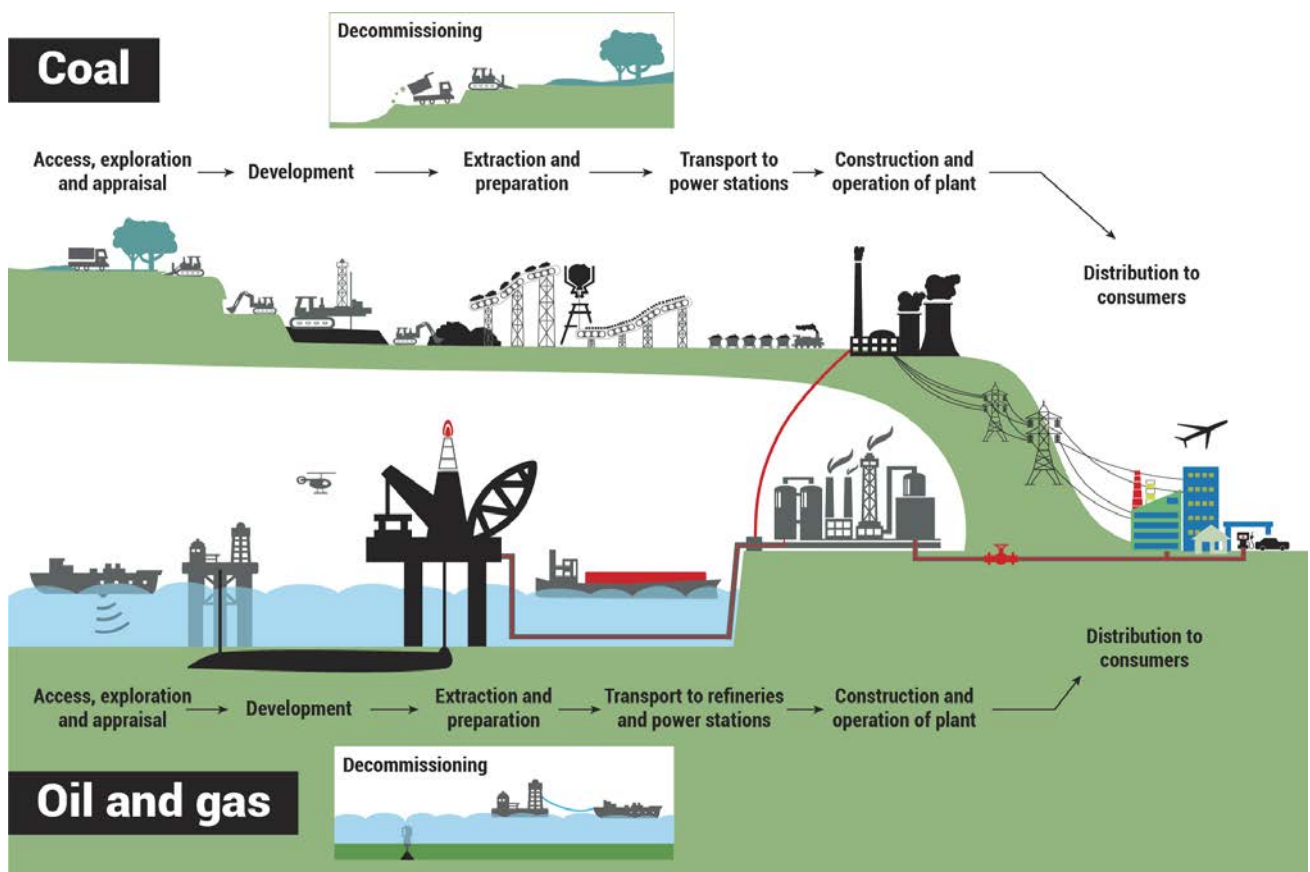 Coal
Decommissioning
Access, exploration
and appraisal
Development
Extraction and
preparation
Transport to
power stations
Construction and
operation of plant
Distribution to
consumers
Distribution to
consumers
Access, exploration
and appraisal
Development
Extraction and
preparation
Transport to refineries
and power stations
Construction and
operation of plant
Decommissioning
Oil and gas